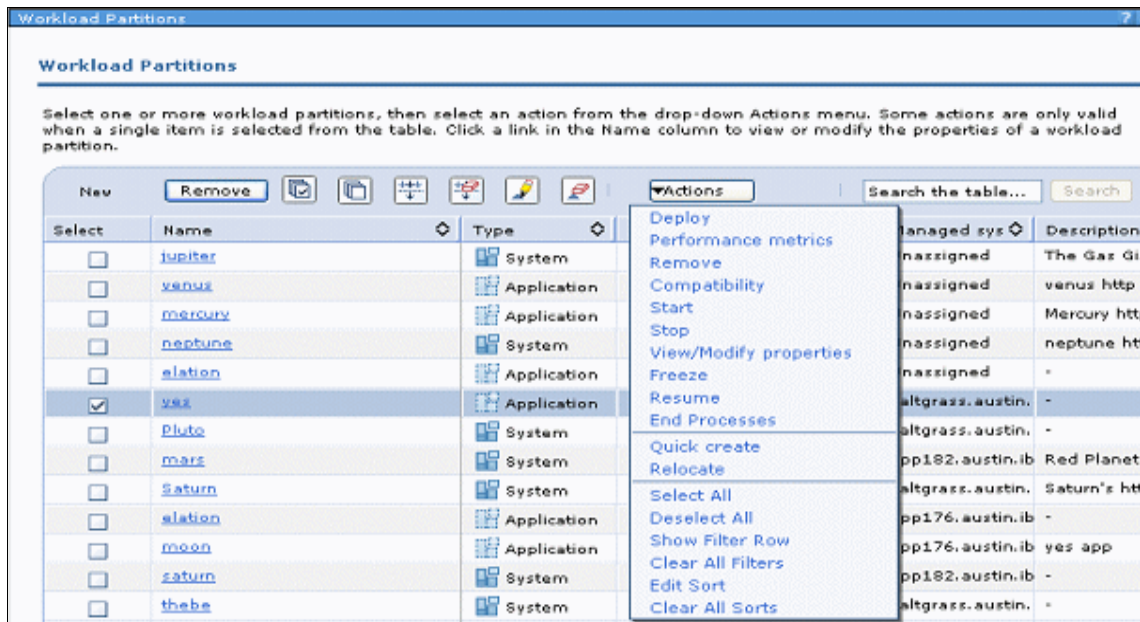 Workload Partitions ?
Workload Partitions
Select one or more workload partitions, then select an action from the drop-down Actions menu. Some actions are only valid
when a single item is selected from the table. Click a link in the Name column to view or modify the properties of a workload
partition.
New Remove Actions Search the table... Search
Select Name Type Managed sys Description
jupiter System nassigned The Gas Gi
venus Application nassigned venus http
mercury Application nassigned Mercury htt
neptune System nassigned neptune ht
elation Application nassigned -
yes Application altgrass.austin. -
Pluto System altgrass.austin. -
mars System pp182.austin.ib Red Planet
Saturn System altgrass.austin. Saturn's htt
elation Application pp176.austin.ib -
moon Application pp176.austin.ib yes app
saturn System pp182.austin.ib -
thebe System altgrass.austin. -
Deploy
Performance metrics
Remove
Compatibility
Start
Stop
View/Modify properties
Freeze
Resume
End Processes
Quick create
Relocate
Select All
Deselect All
Show Filter Row
Clear All Filters
Edit Sort
Clear All Sorts